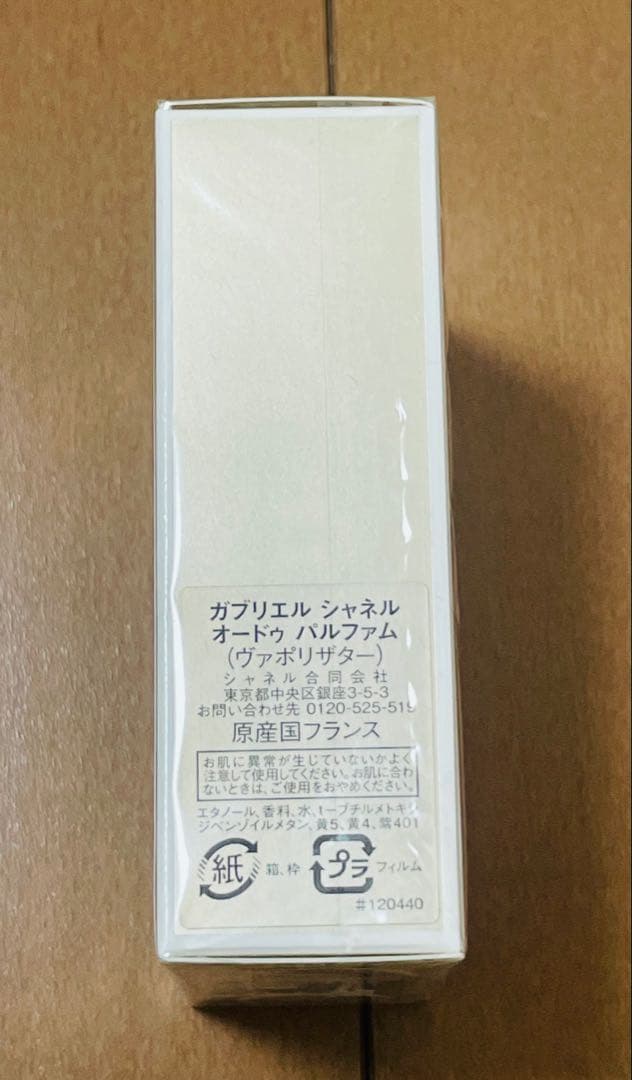 ガブリエル シャネル
オードゥ パルファム
(ヴァポリザター)
シャネル合同会社
東京都中央区銀座3-5-3
お問い合わせ先 0120-525-519
原産国フランス
お肌に異常が生じていないかよく
注意して使用してください。お肌に合わ
ないときは、ご使用をおやめください。
エタノール、香料、水、t-ブチルメトキシ
ジベンゾイルメタン、黄5、黄4、紫401
紙 箱、枠 プラ フィルム
#120440